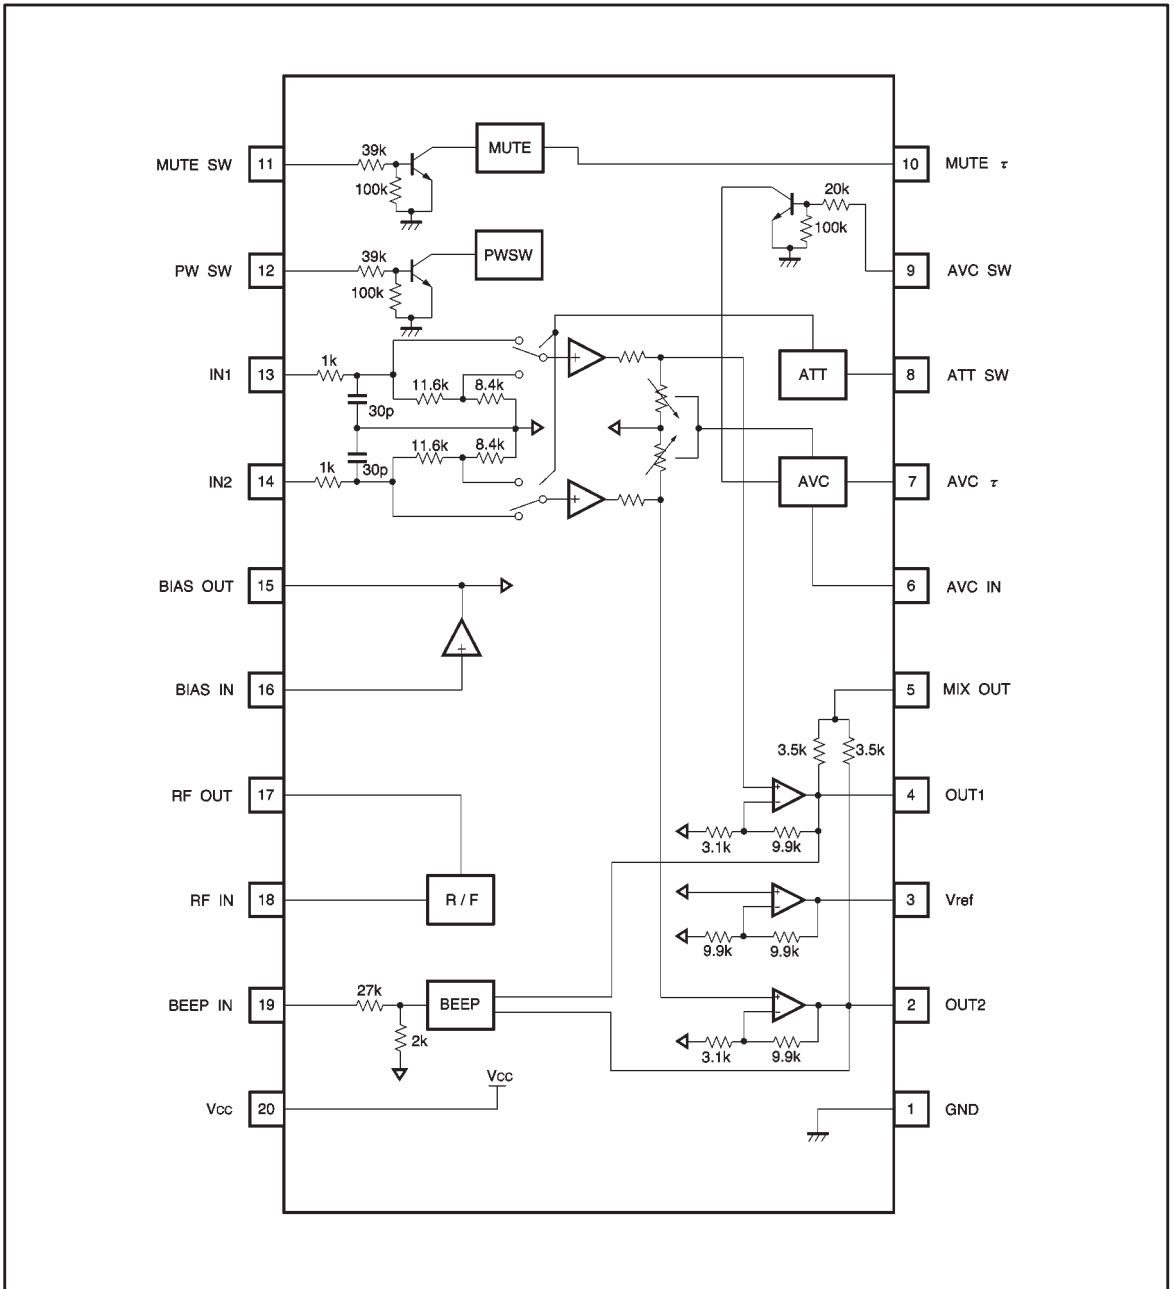 MUTE SW 11 39k MUTE 10 MUTE τ
100k
20k
100k
PW SW 12 39k PWSW 9 AVC SW
100k
IN1 13 1k 11.6k 8.4k + ATT 8 ATT SW
30p
IN2 14 1k 30p 11.6k 8.4k + AVC 7 AVC τ
BIAS OUT 15 6 AVC IN
+
BIAS IN 16 5 MIX OUT
3.5k 3.5k
RF OUT 17 + − 4 OUT1
3.1k 9.9k
RF IN 18 R / F + − 3 Vref
9.9k 9.9k
BEEP IN 19 27k BEEP + − 2 OUT2
2k 3.1k 9.9k
Vcc
Vcc 20 1 GND